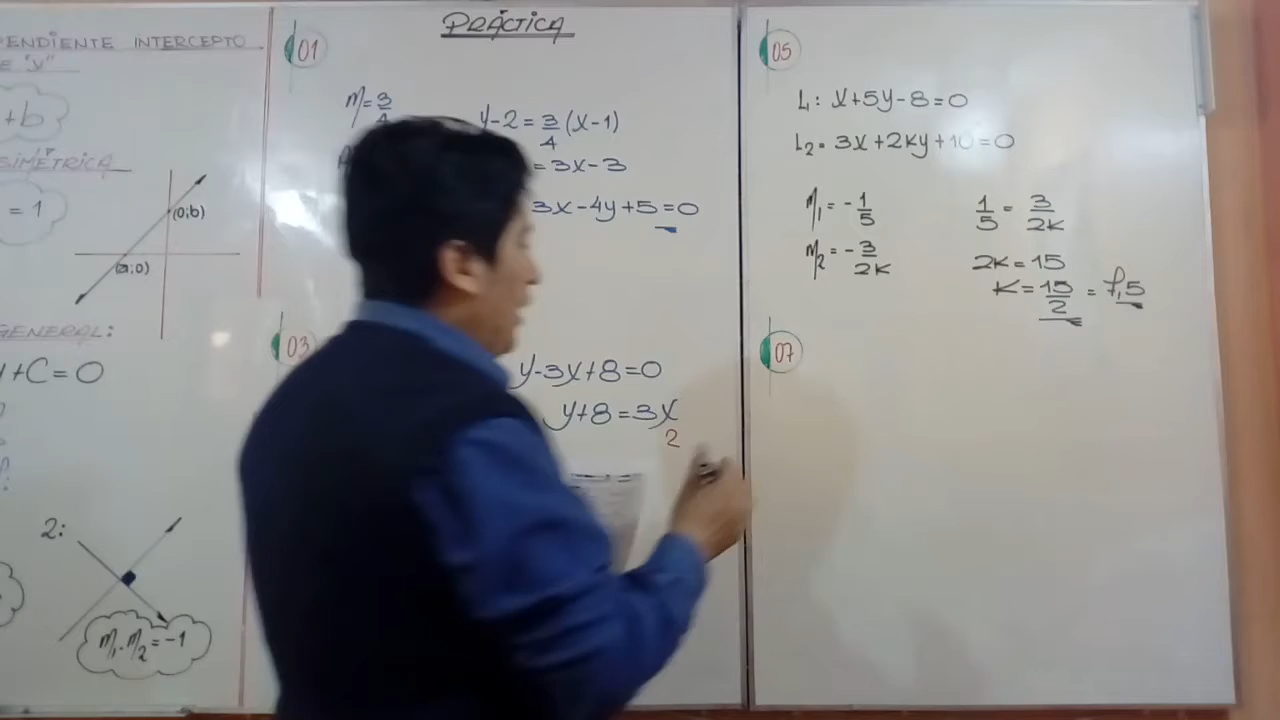 PENDIENTE INTERCEPTO
E "y"
+b
SIMÉTRICA
= 1
(0;b)
(a;0)
GENERAL:
y+C=0
2:
m₁.m₂=-1
PRÁCTICA
01
m=3/4
y-2=3/4(x-1)
=3x-3
3x-4y+5=0
03
y-3x+8=0
y+8=3x
2
05
L: x+5y-8=0
L₂= 3x+2ky+10=0
m₁=-1/5
m₂=-3/2k
1/5=3/2k
2k=15
k=15/2=7,5
07